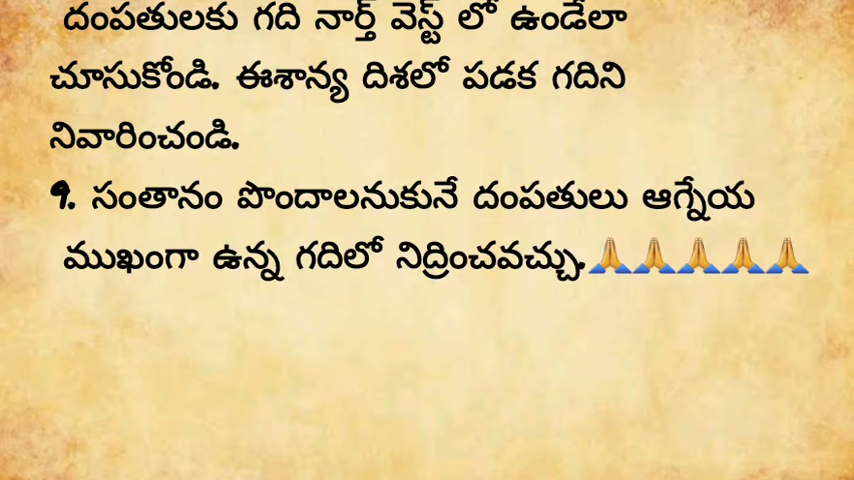 దంపతులకు గది నార్త్ వెస్ట్ లో ఉండేలా
చూసుకోండి. ఈశాన్య దిశలో పడక గదిని
నివారించండి.
9. సంతానం పొందాలనుకునే దంపతులు ఆగ్నేయ
ముఖంగా ఉన్న గదిలో నిద్రించవచ్చు.🙏🙏🙏🙏🙏